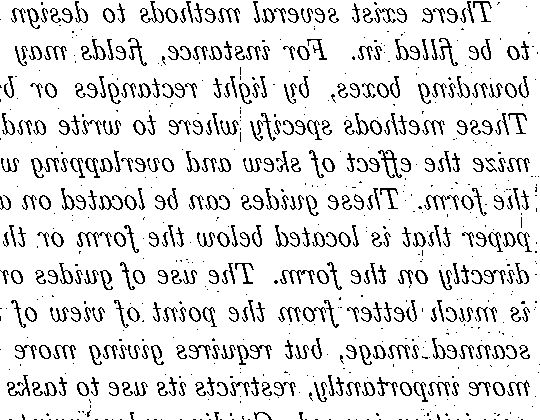 There exist several methods to design
to be filled in. For instance, fields may
bounding boxes, by light rectangles or
These methods specify where to write and
mize the effect of skew and overlapping
the form. These guides can be located on
paper that is located below the form or
directly on the form. The use of guides on
is much better from the point of view of
scanned image, but requires giving more
more importantly, restricts its use to tasks